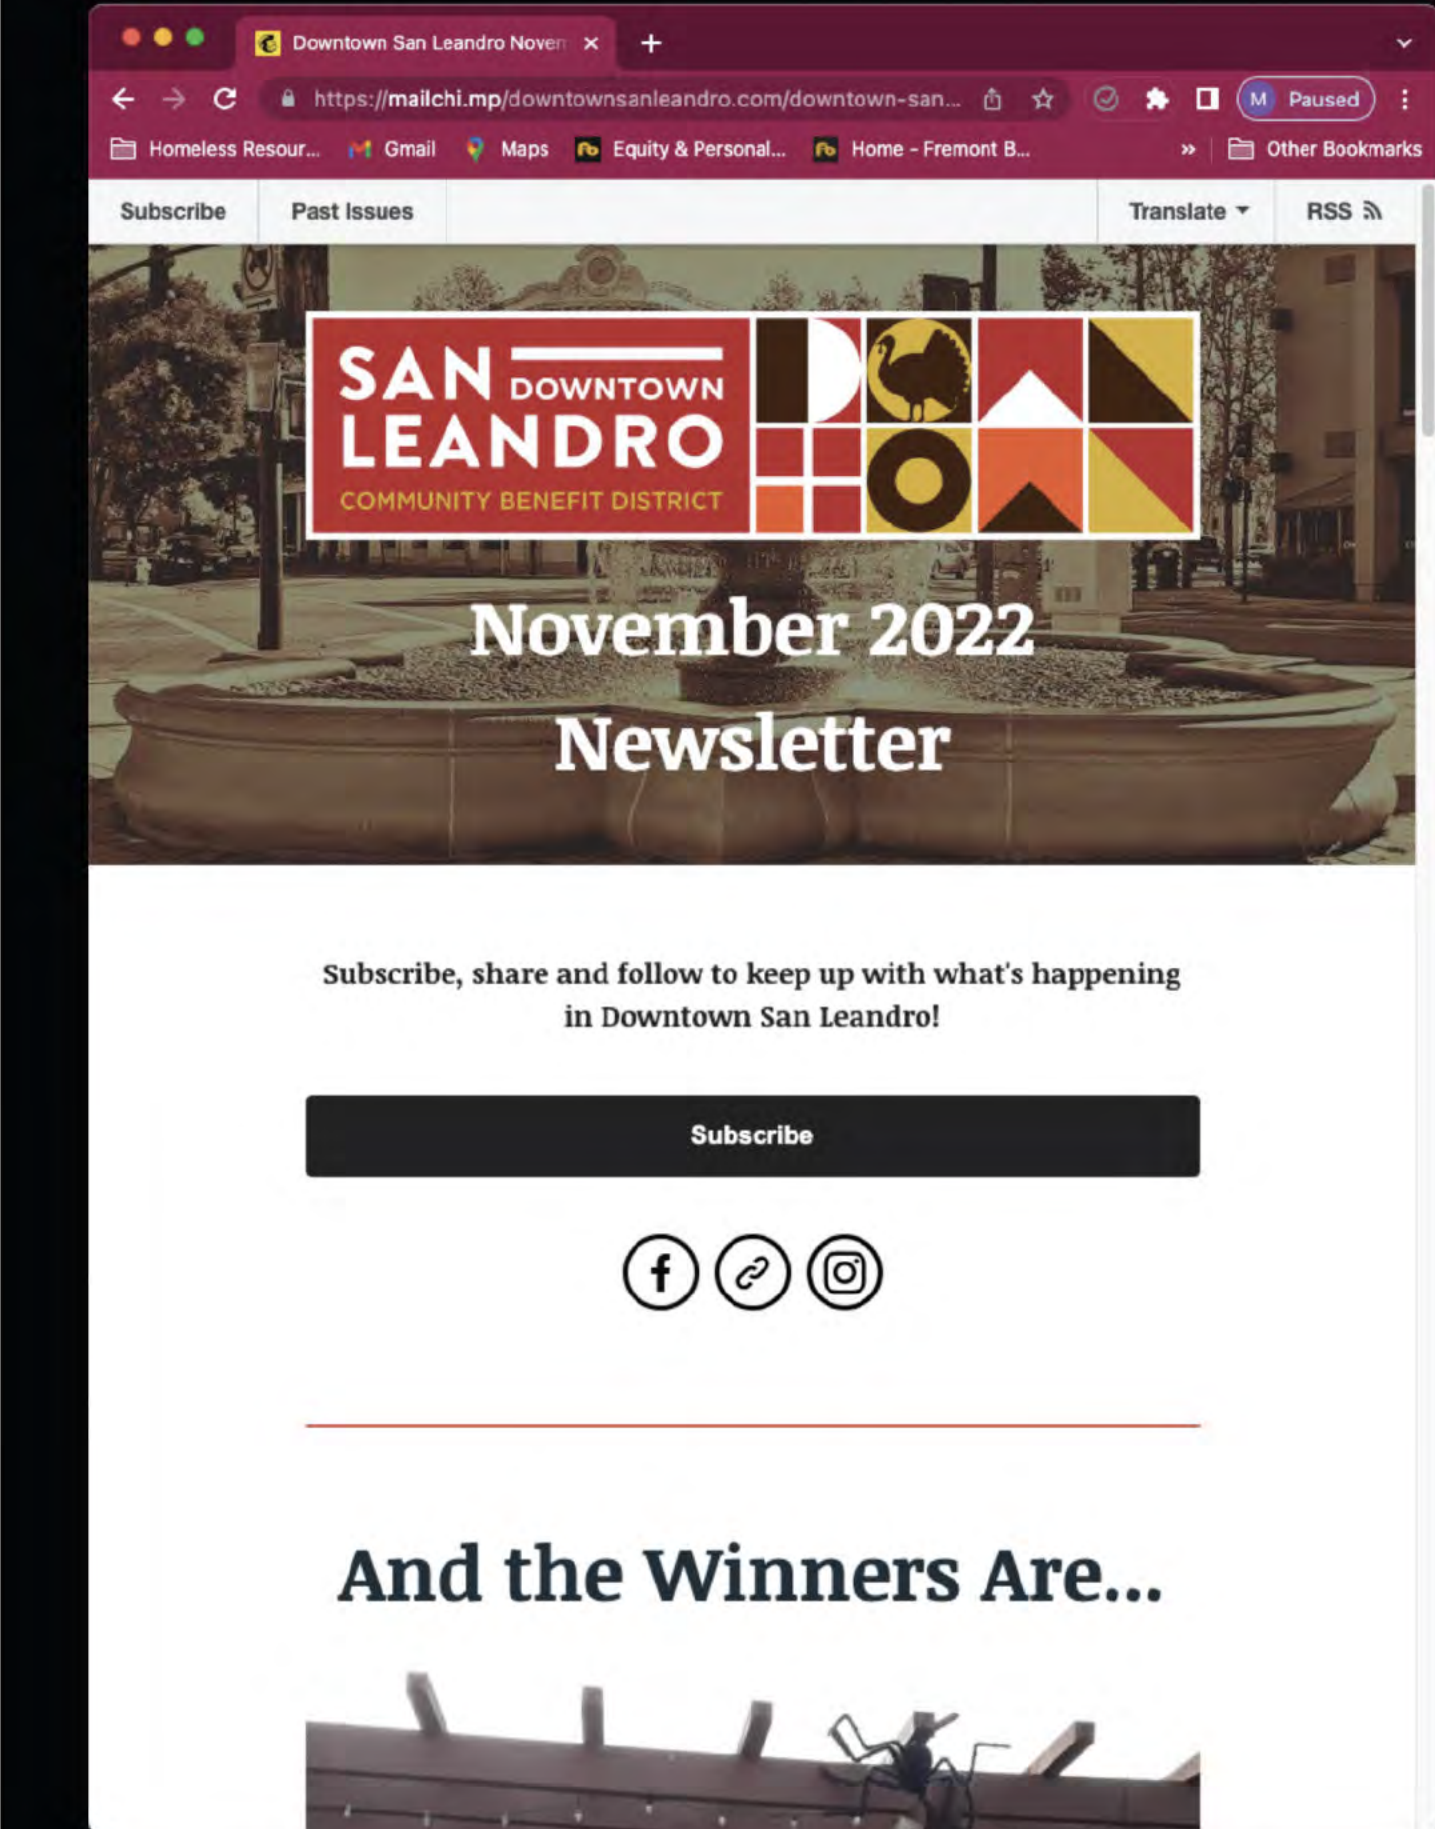 Downtown San Leandro Noven
https://mailchi.mp/downtownsanleandro.com/downtown-san...
M Paused
Homeless Resour...
Gmail
Maps
Equity & Personal...
Home - Fremont B...
»
Other Bookmarks
Subscribe
Past Issues
Translate
RSS
SAN
DOWNTOWN
LEANDRO
COMMUNITY BENEFIT DISTRICT
November 2022
Newsletter
Subscribe, share and follow to keep up with what's happening
in Downtown San Leandro!
Subscribe
And the Winners Are...